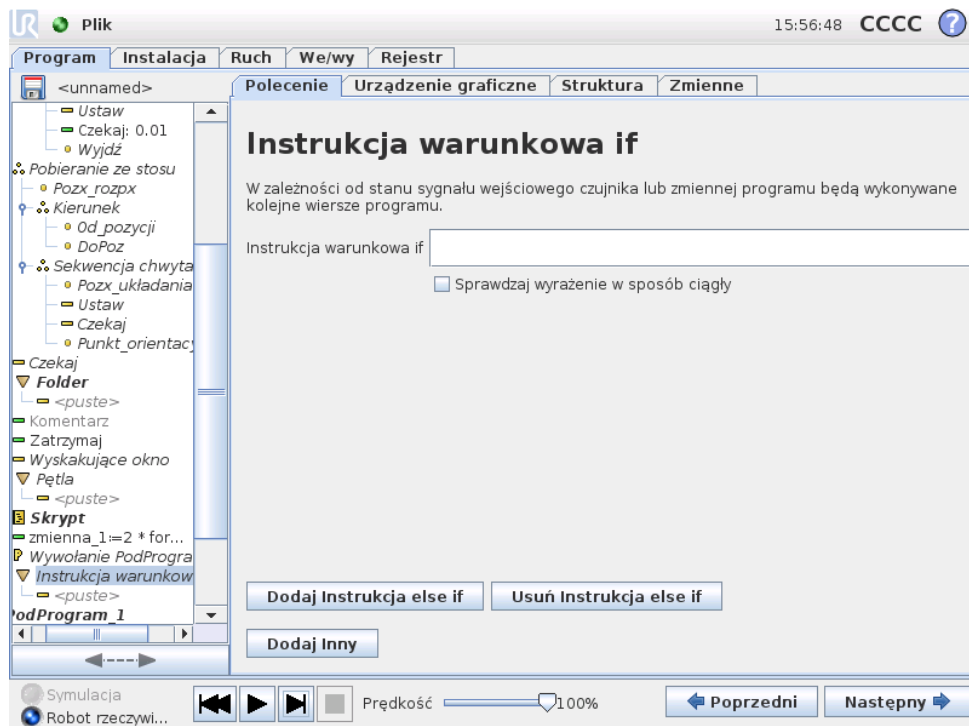 UR Plik 15:56:48 CCCC ?
Program Instalacja Ruch We/wy Rejestr
<unnamed>
Polecenie Urządzenie graficzne Struktura Zmienne
Ustaw
Czekaj: 0.01
Wyjdź
Pobieranie ze stosu
Pozx_rozpx
Kierunek
Od_pozycji
DoPoz
Sekwencja chwyta
Pozx_układania
Ustaw
Czekaj
Punkt_orientacy
Czekaj
Folder
<puste>
Komentarz
Zatrzymaj
Wyskakujące okno
Pętla
<puste>
Skrypt
zmienna_1≔2 * for...
Wywołanie PodProgra
Instrukcja warunkow
<puste>
PodProgram_1
Instrukcja warunkowa if
W zależności od stanu sygnału wejściowego czujnika lub zmiennej programu będą wykonywane
kolejne wiersze programu.
Instrukcja warunkowa if
Sprawdzaj wyrażenie w sposób ciągły
Dodaj Instrukcja else if Usuń Instrukcja else if
Dodaj Inny
Symulacja
Robot rzeczywi...
Prędkość 100%
Poprzedni Następny